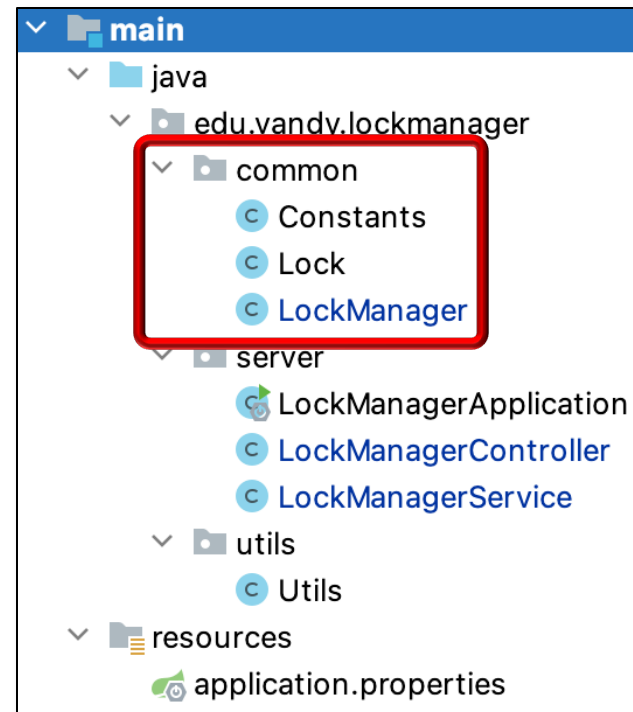 main
java
edu.vandy.lockmanager
common
C Constants
C Lock
C LockManager
server
LockManagerApplication
C LockManagerController
C LockManagerService
utils
C Utils
resources
application.properties